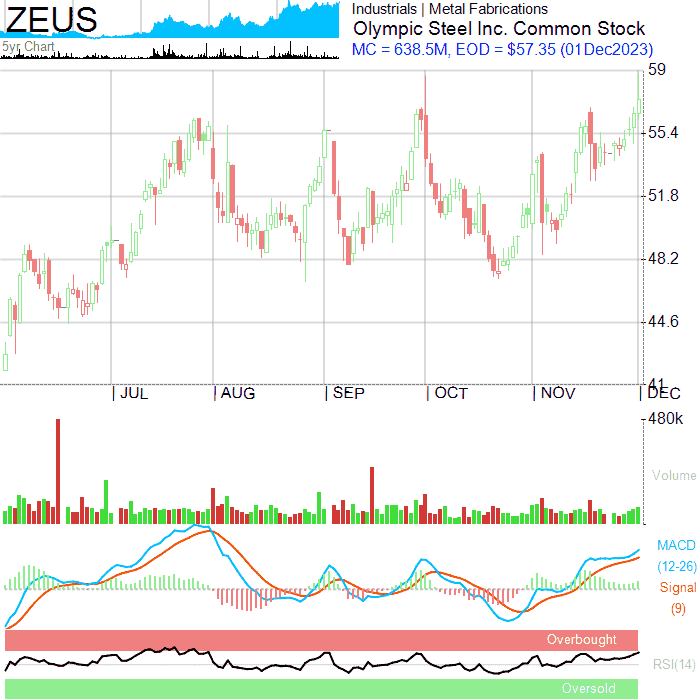 ZEUS
5yr Chart
Industrials | Metal Fabrications
Olympic Steel Inc. Common Stock
MC = 638.5M, EOD = $57.35 (01Dec2023)
59
55.4
51.8
48.2
44.6
41
| JUL | AUG | SEP | OCT | NOV | DEC
480k
Volume
MACD
(12-26)
Signal
(9)
Overbought
RSI(14)
Oversold